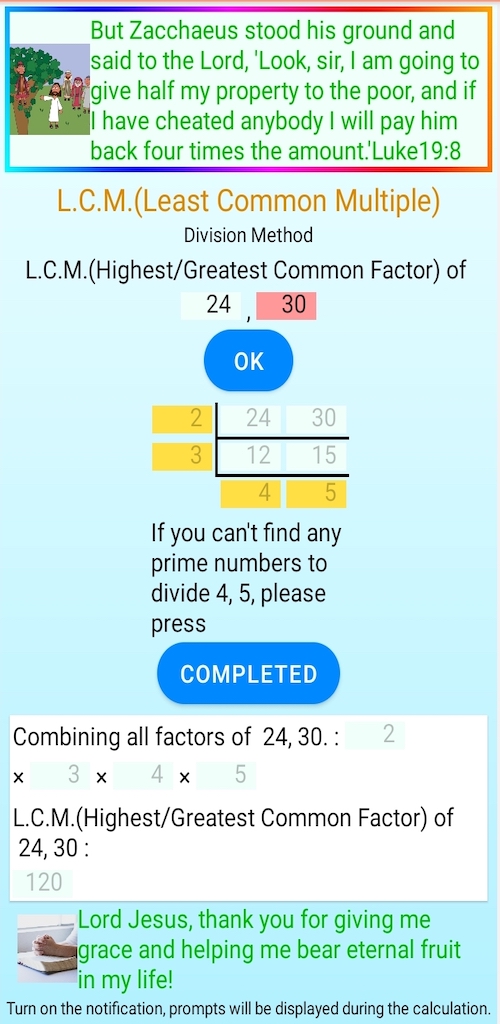 But Zacchaeus stood his ground and
said to the Lord, 'Look, sir, I am going to
give half my property to the poor, and if
I have cheated anybody I will pay him
back four times the amount.'Luke19:8
L.C.M.(Least Common Multiple)
Division Method
L.C.M.(Highest/Greatest Common Factor) of
24 , 30
OK
2 24 30
3 12 15
4 5
If you can't find any
prime numbers to
divide 4, 5, please
press
COMPLETED
Combining all factors of 24, 30. : 2
× 3 × 4 × 5
L.C.M.(Highest/Greatest Common Factor) of
24, 30 :
120
Lord Jesus, thank you for giving me
grace and helping me bear eternal fruit
in my life!
Turn on the notification, prompts will be displayed during the calculation.